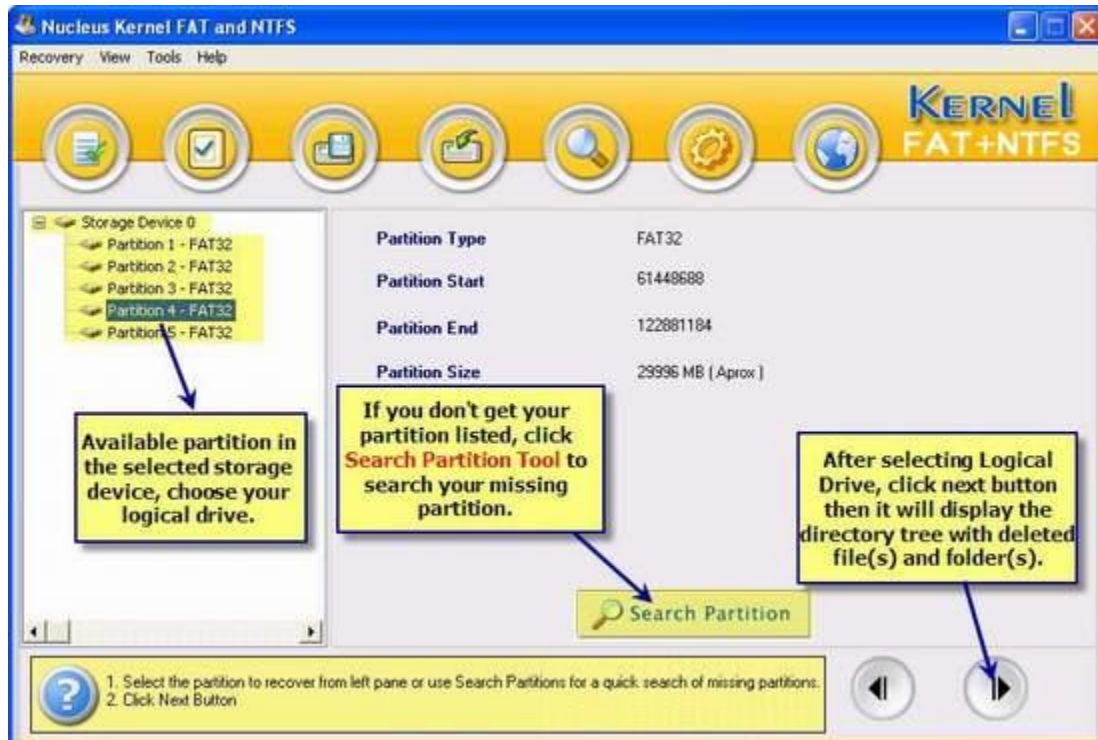 Nucleus Kernel FAT and NTFS
Recovery View Tools Help
KERNEL
FAT+NTFS
Storage Device 0
Partition 1 - FAT32
Partition 2 - FAT32
Partition 3 - FAT32
Partition 4 - FAT32
Partition 5 - FAT32
Partition Type FAT32
Partition Start 61448688
Partition End 122881184
Partition Size 29996 MB ( Aprox )
Available partition in
the selected storage
device, choose your
logical drive.
If you don't get your
partition listed, click
Search Partition Tool to
search your missing
partition.
After selecting Logical
Drive, click next button
then it will display the
directory tree with deleted
file(s) and folder(s).
Search Partition
1. Select the partition to recover from left pane or use Search Partitions for a quick search of missing partitions.
2. Click Next Button